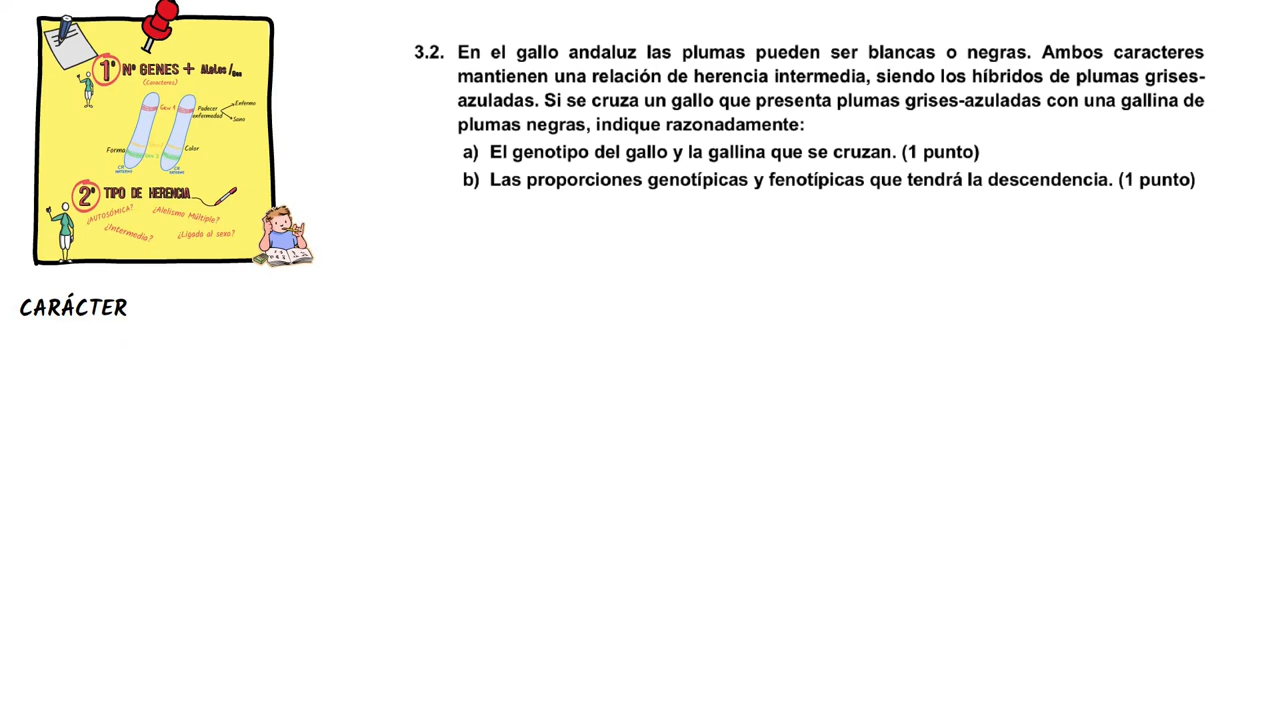 1º Nº GENES + Alelos/Gen
(Caracteres)
Gen 1
Padecer
enfermedad
Enfermo
Sano
Forma
Color
2º TIPO DE HERENCIA
¿AUTOSÓMICA?
¿Alelismo Múltiple?
¿Intermedia?
¿Ligada al sexo?
3.2. En el gallo andaluz las plumas pueden ser blancas o negras. Ambos caracteres
mantienen una relación de herencia intermedia, siendo los híbridos de plumas grises-
azuladas. Si se cruza un gallo que presenta plumas grises-azuladas con una gallina de
plumas negras, indique razonadamente:
a) El genotipo del gallo y la gallina que se cruzan. (1 punto)
b) Las proporciones genotípicas y fenotípicas que tendrá la descendencia. (1 punto)
CARÁCTER